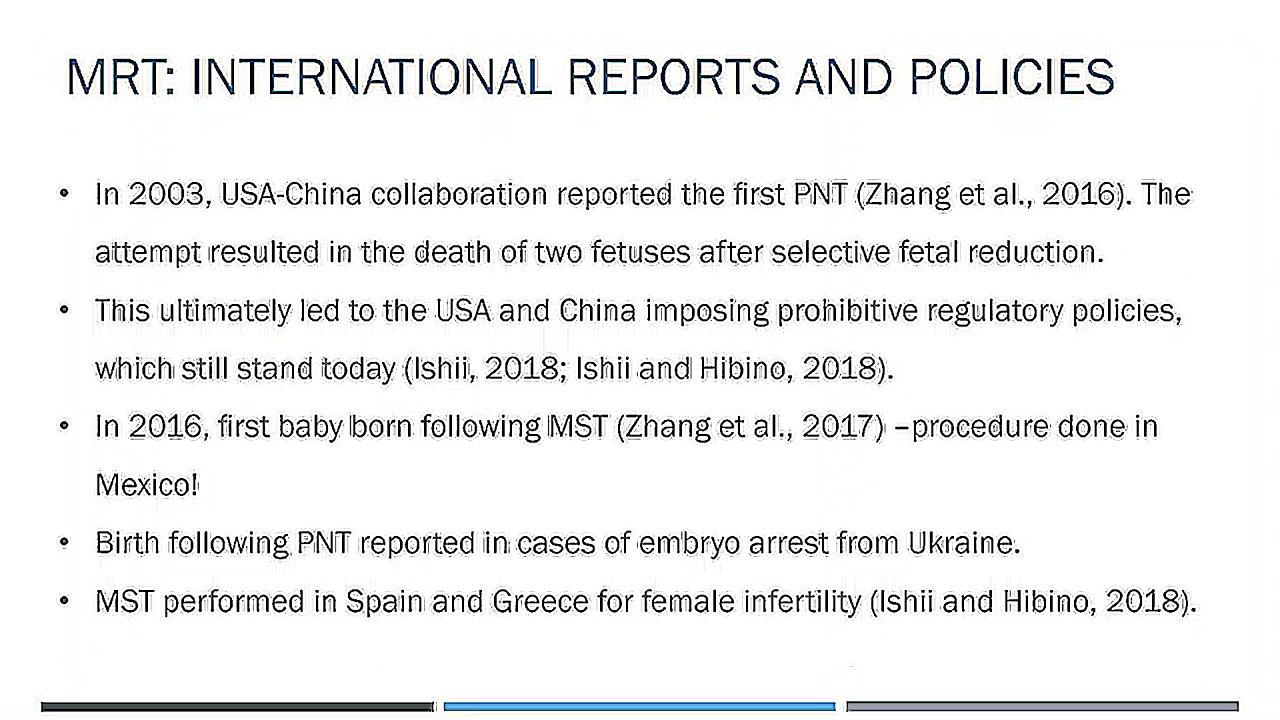 MRT: INTERNATIONAL REPORTS AND POLICIES
• In 2003, USA-China collaboration reported the first PNT (Zhang et al., 2016). The
attempt resulted in the death of two fetuses after selective fetal reduction.
• This ultimately led to the USA and China imposing prohibitive regulatory policies,
which still stand today (Ishii, 2018; Ishii and Hibino, 2018).
• In 2016, first baby born following MST (Zhang et al., 2017) –procedure done in
Mexico!
• Birth following PNT reported in cases of embryo arrest from Ukraine.
• MST performed in Spain and Greece for female infertility (Ishii and Hibino, 2018).